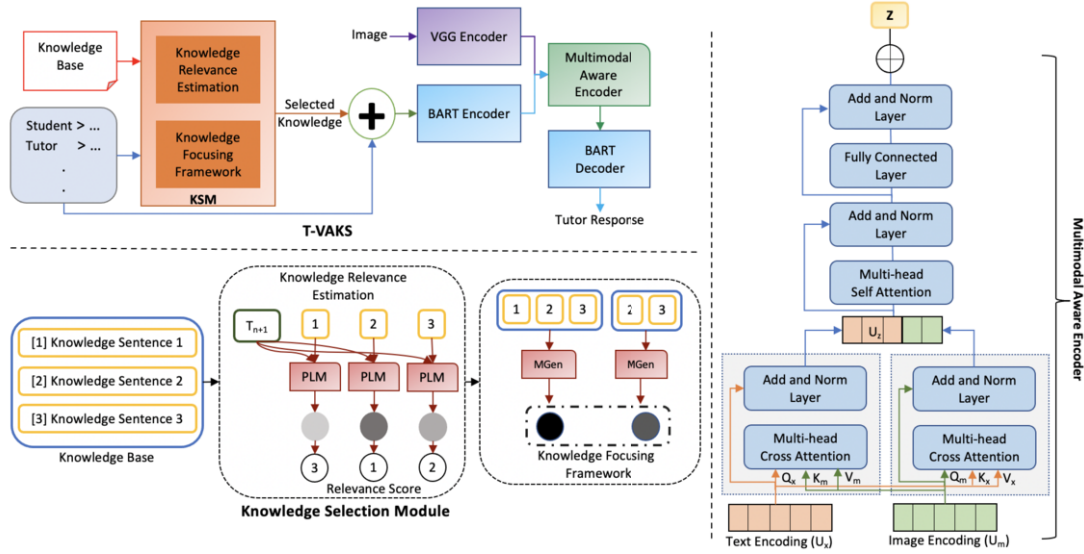 Knowledge
Base
Student > ...
Tutor > ...
.
.
Knowledge
Relevance
Estimation
Knowledge
Focusing
Framework
KSM
Selected
Knowledge
+
Image
VGG Encoder
BART Encoder
Multimodal
Aware
Encoder
BART
Decoder
Tutor Response
T-VAKS
[1] Knowledge Sentence 1
[2] Knowledge Sentence 2
[3] Knowledge Sentence 3
Knowledge Base
Knowledge Relevance
Estimation
Tn+1
1
2
3
PLM
PLM
PLM
3
1
2
Relevance Score
1
2
3
2
3
MGen
MGen
Knowledge Focusing
Framework
Knowledge Selection Module
Z
Add and Norm
Layer
Fully Connected
Layer
Add and Norm
Layer
Multi-head
Self Attention
Uz
Add and Norm
Layer
Multi-head
Cross Attention
Qx Km Vm
Add and Norm
Layer
Multi-head
Cross Attention
Qm Kx Vx
Text Encoding (Ux)
Image Encoding (Um)
Multimodal Aware Encoder